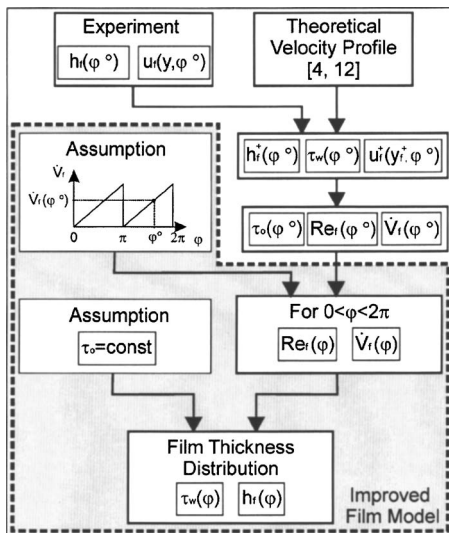 Experiment
hf(φ°) uf(y,φ°)
Theoretical
Velocity Profile
[4, 12]
hf⁺(φ°) τw(φ°) uf⁺(yf⁺,φ°)
τo(φ°) Ref(φ°) V̇f(φ°)
Assumption
V̇f
V̇f(φ°)
0 π φ° 2π φ
Assumption
τo=const
For 0<φ<2π
Ref(φ) V̇f(φ)
Film Thickness
Distribution
τw(φ) hf(φ)
Improved
Film Model